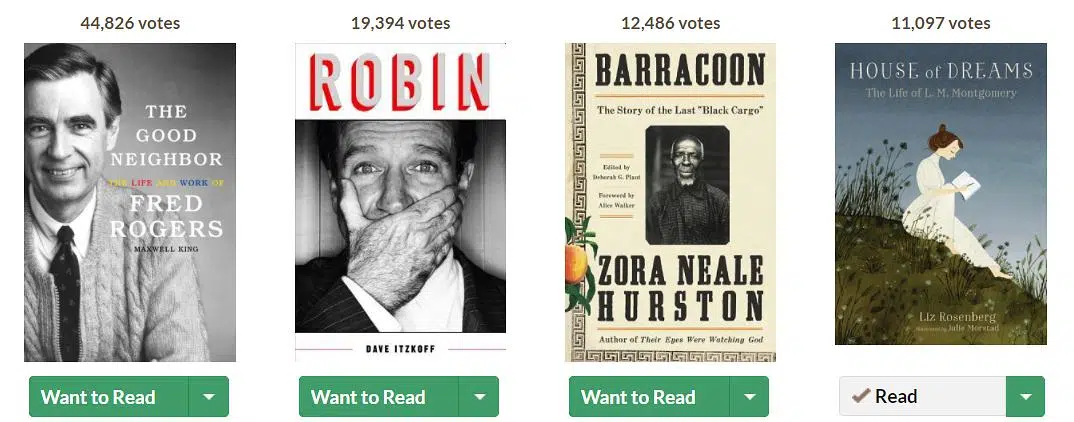 44,826 votes
19,394 votes
12,486 votes
11,097 votes
THE
GOOD
NEIGHBOR
THE LIFE AND WORK OF
FRED
ROGERS
MAXWELL KING
ROBIN
DAVE ITZKOFF
BARRACOON
The Story of the Last "Black Cargo"
Edited by
Deborah G. Plant
Foreword by
Alice Walker
ZORA NEALE
HURSTON
Author of Their Eyes Were Watching God
HOUSE of DREAMS
The Life of L. M. Montgomery
Liz Rosenberg
illustrated by Julie Morstad
Want to Read
Want to Read
Want to Read
Read